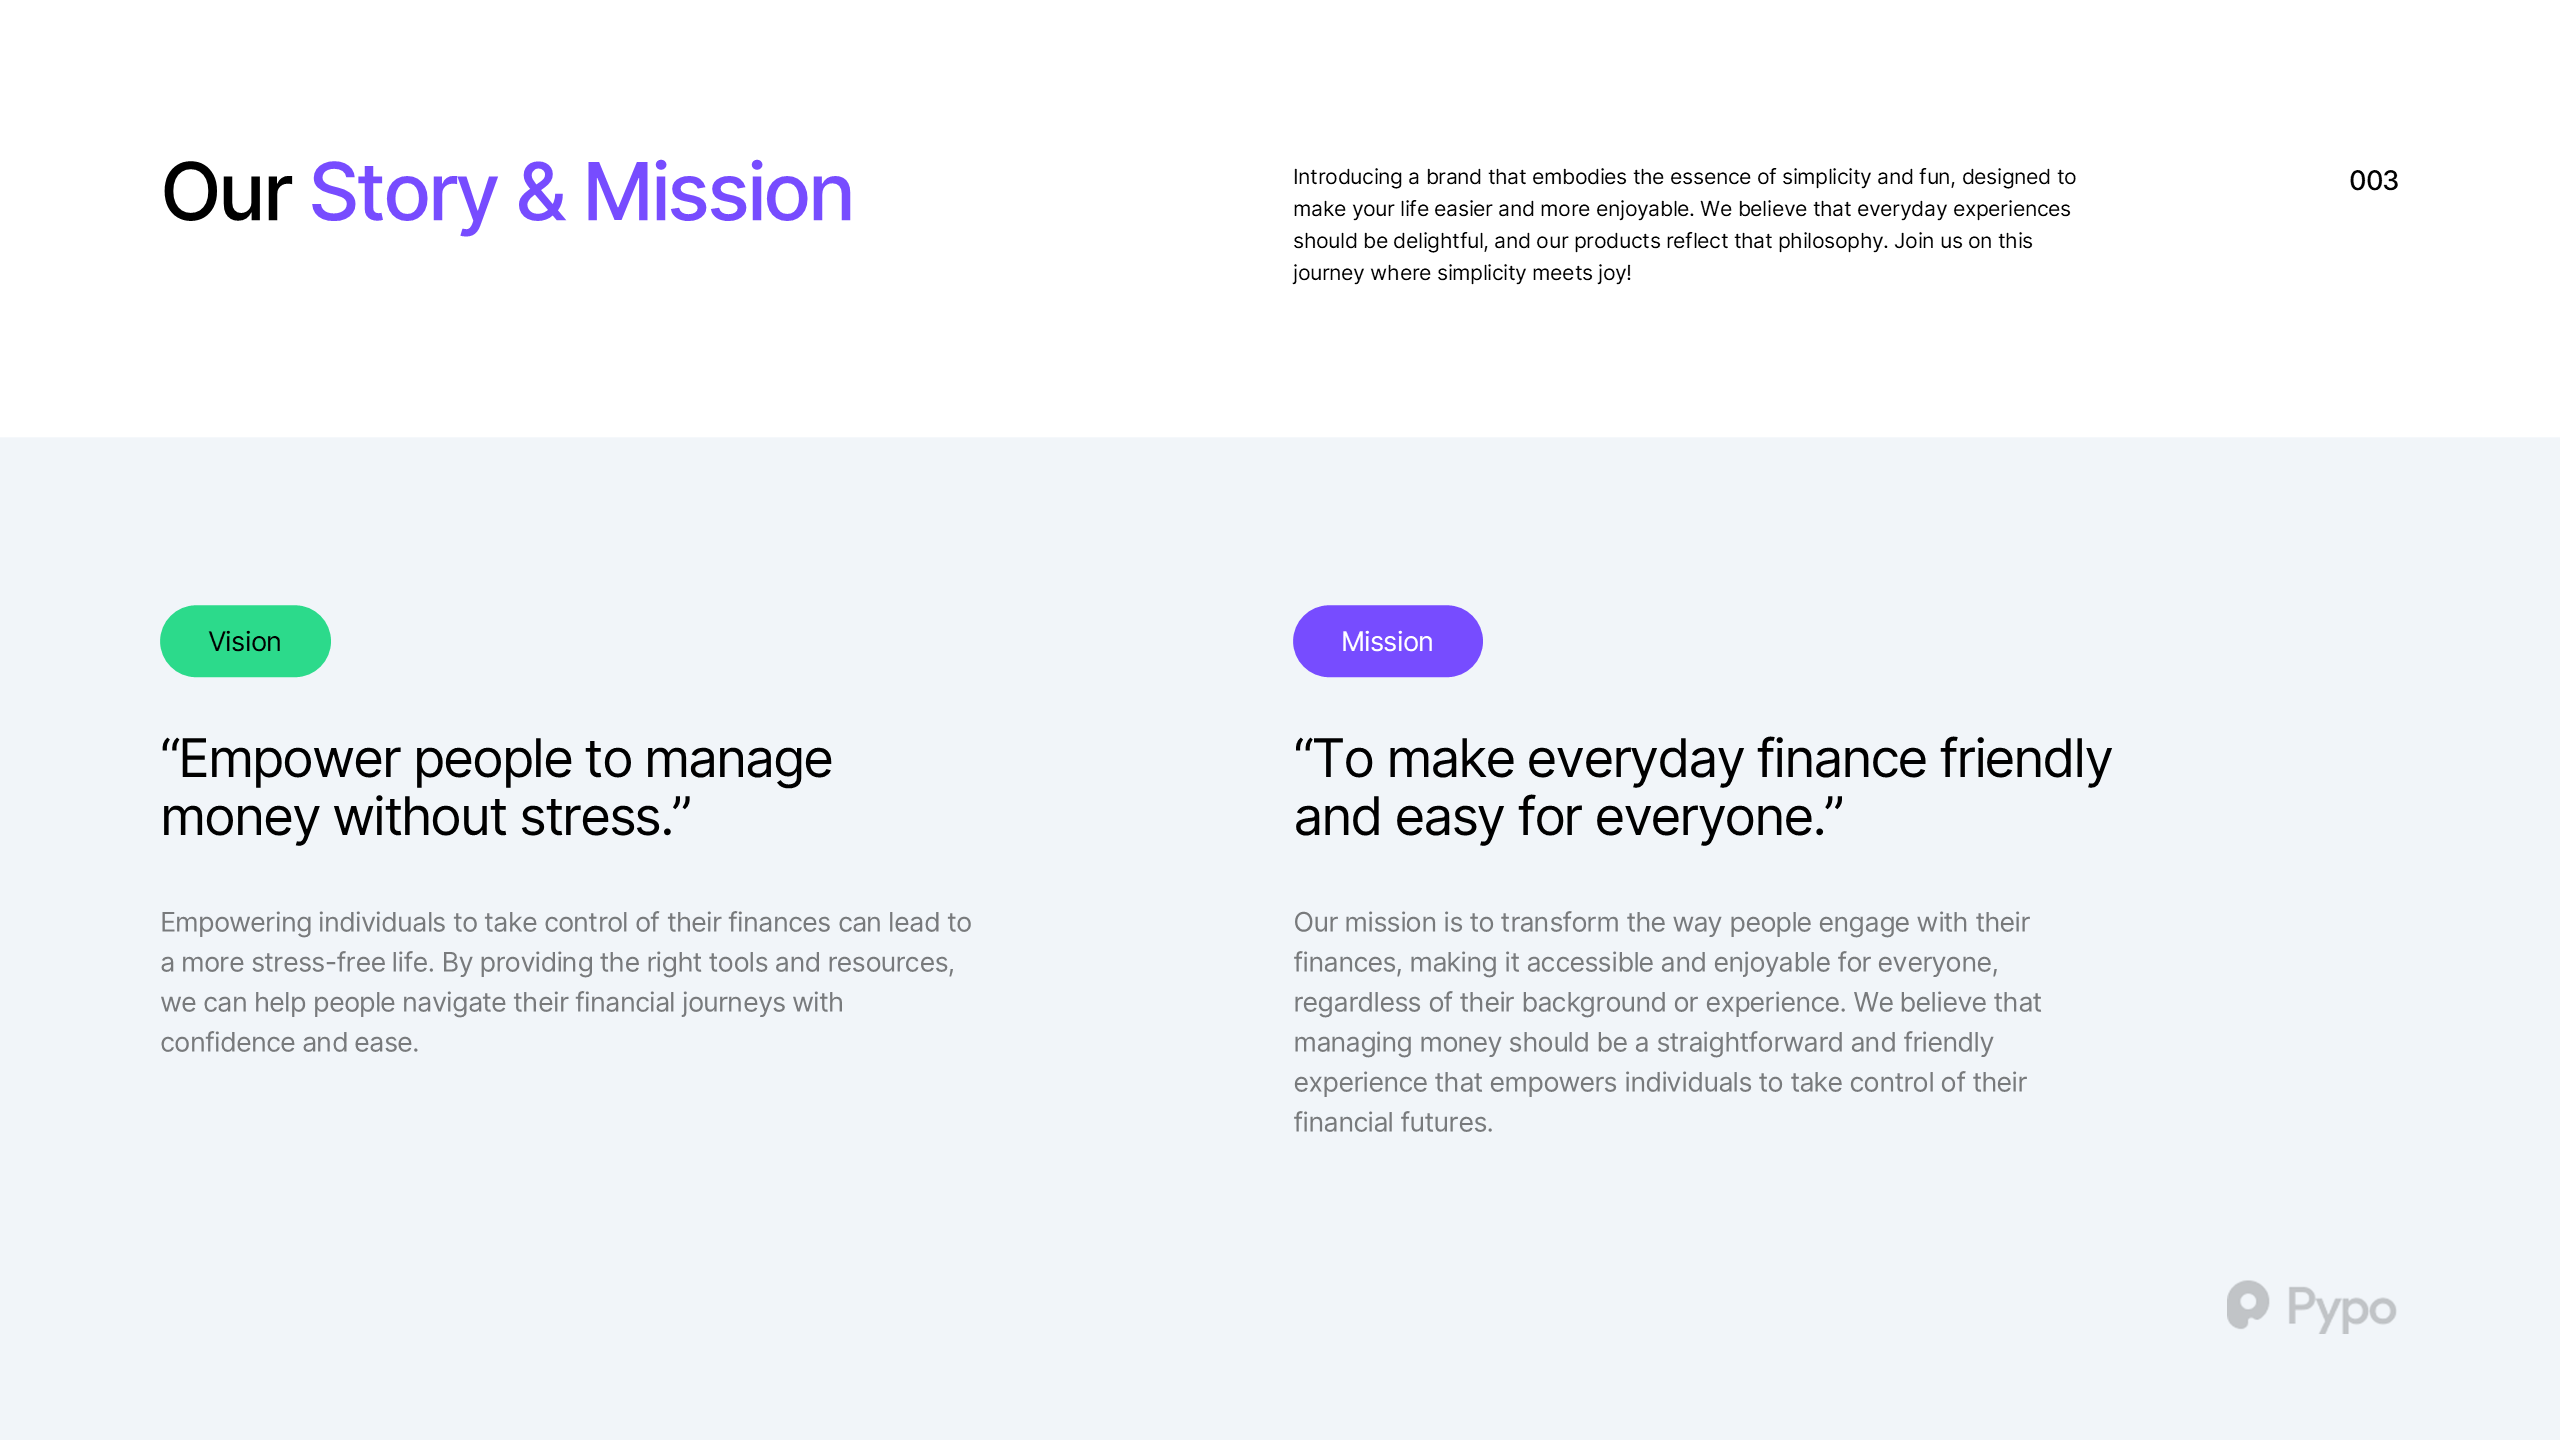 Our Story & Mission
Introducing a brand that embodies the essence of simplicity and fun, designed to
make your life easier and more enjoyable. We believe that everyday experiences
should be delightful, and our products reflect that philosophy. Join us on this
journey where simplicity meets joy!
003
Vision
“Empower people to manage
money without stress.”
Empowering individuals to take control of their finances can lead to
a more stress-free life. By providing the right tools and resources,
we can help people navigate their financial journeys with
confidence and ease.
Mission
“To make everyday finance friendly
and easy for everyone.”
Our mission is to transform the way people engage with their
finances, making it accessible and enjoyable for everyone,
regardless of their background or experience. We believe that
managing money should be a straightforward and friendly
experience that empowers individuals to take control of their
financial futures.
Pypo